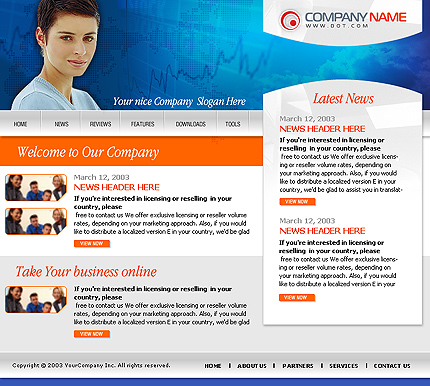 COMPANY NAME
WWW.DOT.COM
Your nice Company Slogan Here
HOME NEWS REVIEWS FEATURES DOWNLOADS TOOLS
Welcome to Our Company
March 12, 2003
NEWS HEADER HERE
If you're interested in licensing or reselling in your
country, please
free to contact us We offer exclusive licensing or reseller volume
rates, depending on your marketing approach. Also, if you would
like to distribute a localized version E in your country, we'd be glad
VIEW NOW
Take Your business online
If you're interested in licensing or reselling in your
country, please
free to contact us We offer exclusive licensing or reseller volume
rates, depending on your marketing approach. Also, if you would
like to distribute a localized version E in your country, we'd be glad
VIEW NOW
Latest News
March 12, 2003
NEWS HEADER HERE
If you're interested in licensing or
reselling in your country, please
free to contact us We offer exclusive licens-
ing or reseller volume rates, depending on
your marketing approach. Also, if you would
like to distribute a localized version E in your
country, we'd be glad to assist you in translat-
VIEW NOW
March 12, 2003
NEWS HEADER HERE
If you're interested in licensing or
reselling in your country, please
free to contact us We offer exclusive licens-
ing or reseller volume rates, depending on
your marketing approach. Also, if you would
like to distribute a localized version E in your
VIEW NOW
Copyright © 2003 YourCompany Inc. All rights reserved.
HOME I ABOUT US I PARTNERS I SERVICES I CONTACT US